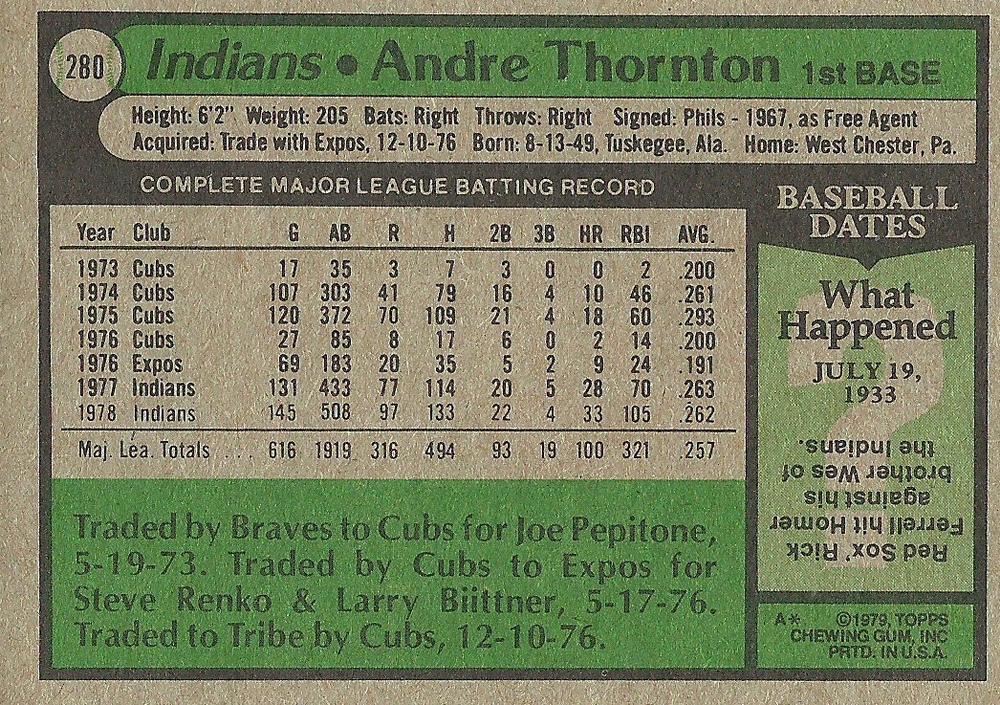 280
Indians • Andre Thornton 1st BASE
Height: 6'2" Weight: 205 Bats: Right Throws: Right Signed: Phils - 1967, as Free Agent
Acquired: Trade with Expos, 12-10-76 Born: 8-13-49, Tuskegee, Ala. Home: West Chester, Pa.
COMPLETE MAJOR LEAGUE BATTING RECORD
Year Club G AB R H 2B 3B HR RBI AVG.
1973 Cubs 17 35 3 7 3 0 0 2 .200
1974 Cubs 107 303 41 79 16 4 10 46 .261
1975 Cubs 120 372 70 109 21 4 18 60 .293
1976 Cubs 27 85 8 17 6 0 2 14 .200
1976 Expos 69 183 20 35 5 2 9 24 .191
1977 Indians 131 433 77 114 20 5 28 70 .263
1978 Indians 145 508 97 133 22 4 33 105 .262
Maj. Lea. Totals ... 616 1919 316 494 93 19 100 321 .257
Traded by Braves to Cubs for Joe Pepitone,
5-19-73. Traded by Cubs to Expos for
Steve Renko & Larry Biittner, 5-17-76.
Traded to Tribe by Cubs, 12-10-76.
BASEBALL
DATES
What
Happened
JULY 19,
1933
Red Sox' Rick
Ferrell hit Homer
against his
brother Wes of
the Indians.
A* ©1979, TOPPS
CHEWING GUM, INC
PRTD. IN U.S.A.